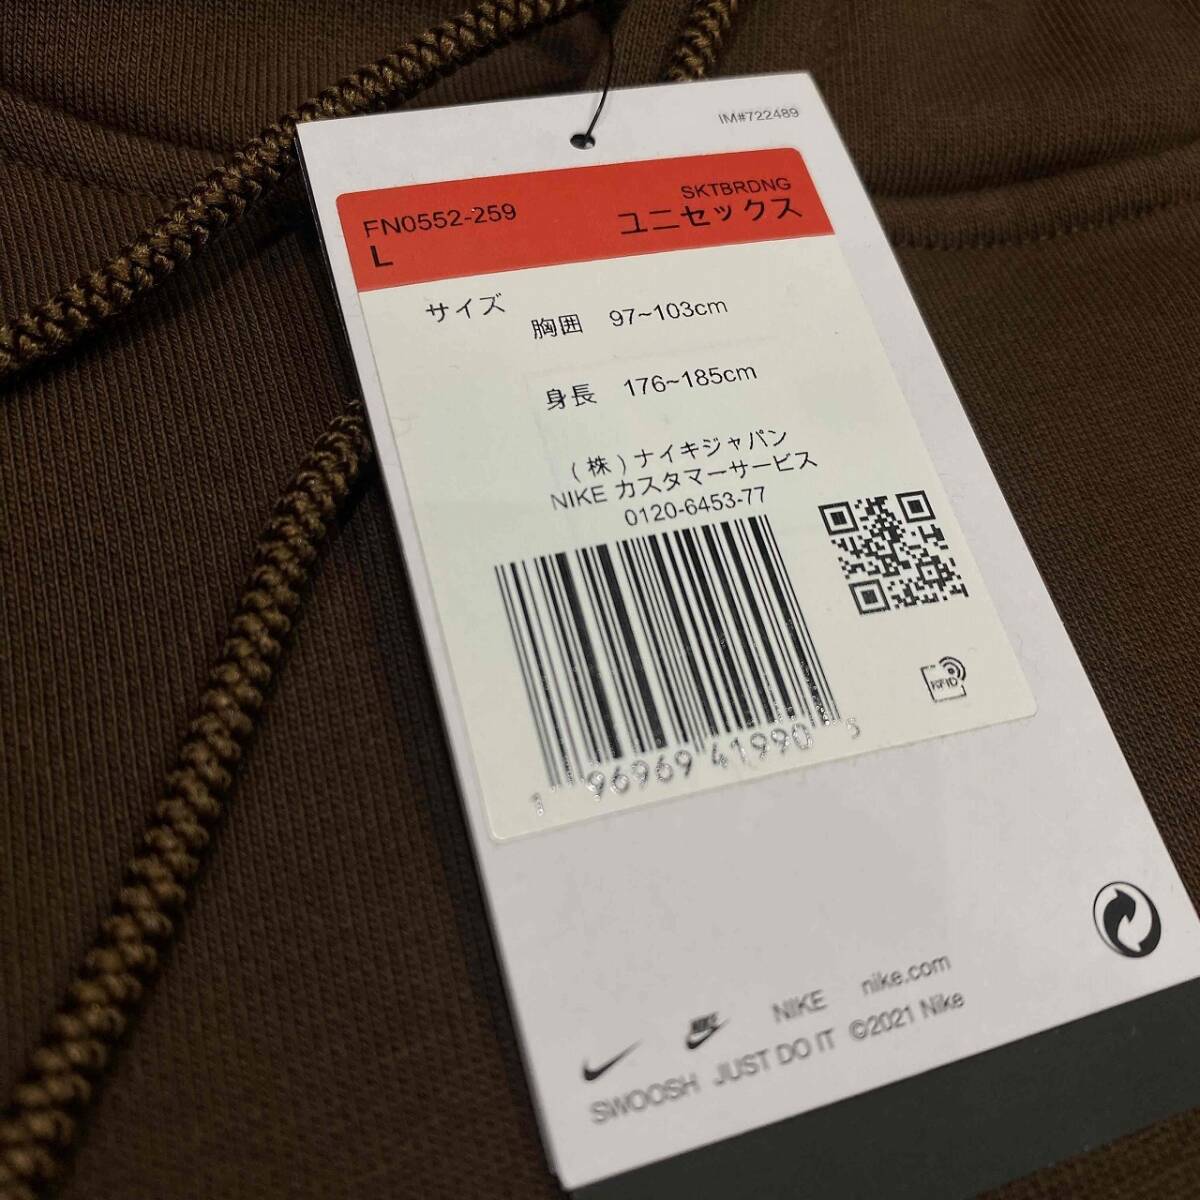 IM#722489
SKTBRDNG
FN0552-259
ユニセックス
L
サイズ
胸囲 97~103cm
身長 176~185cm
(株)ナイキジャパン
NIKE カスタマーサービス
0120-6453-77
1 96969 41990 5
RFID
NIKE
NIKE nike.com
SWOOSH JUST DO IT ©2021 Nike